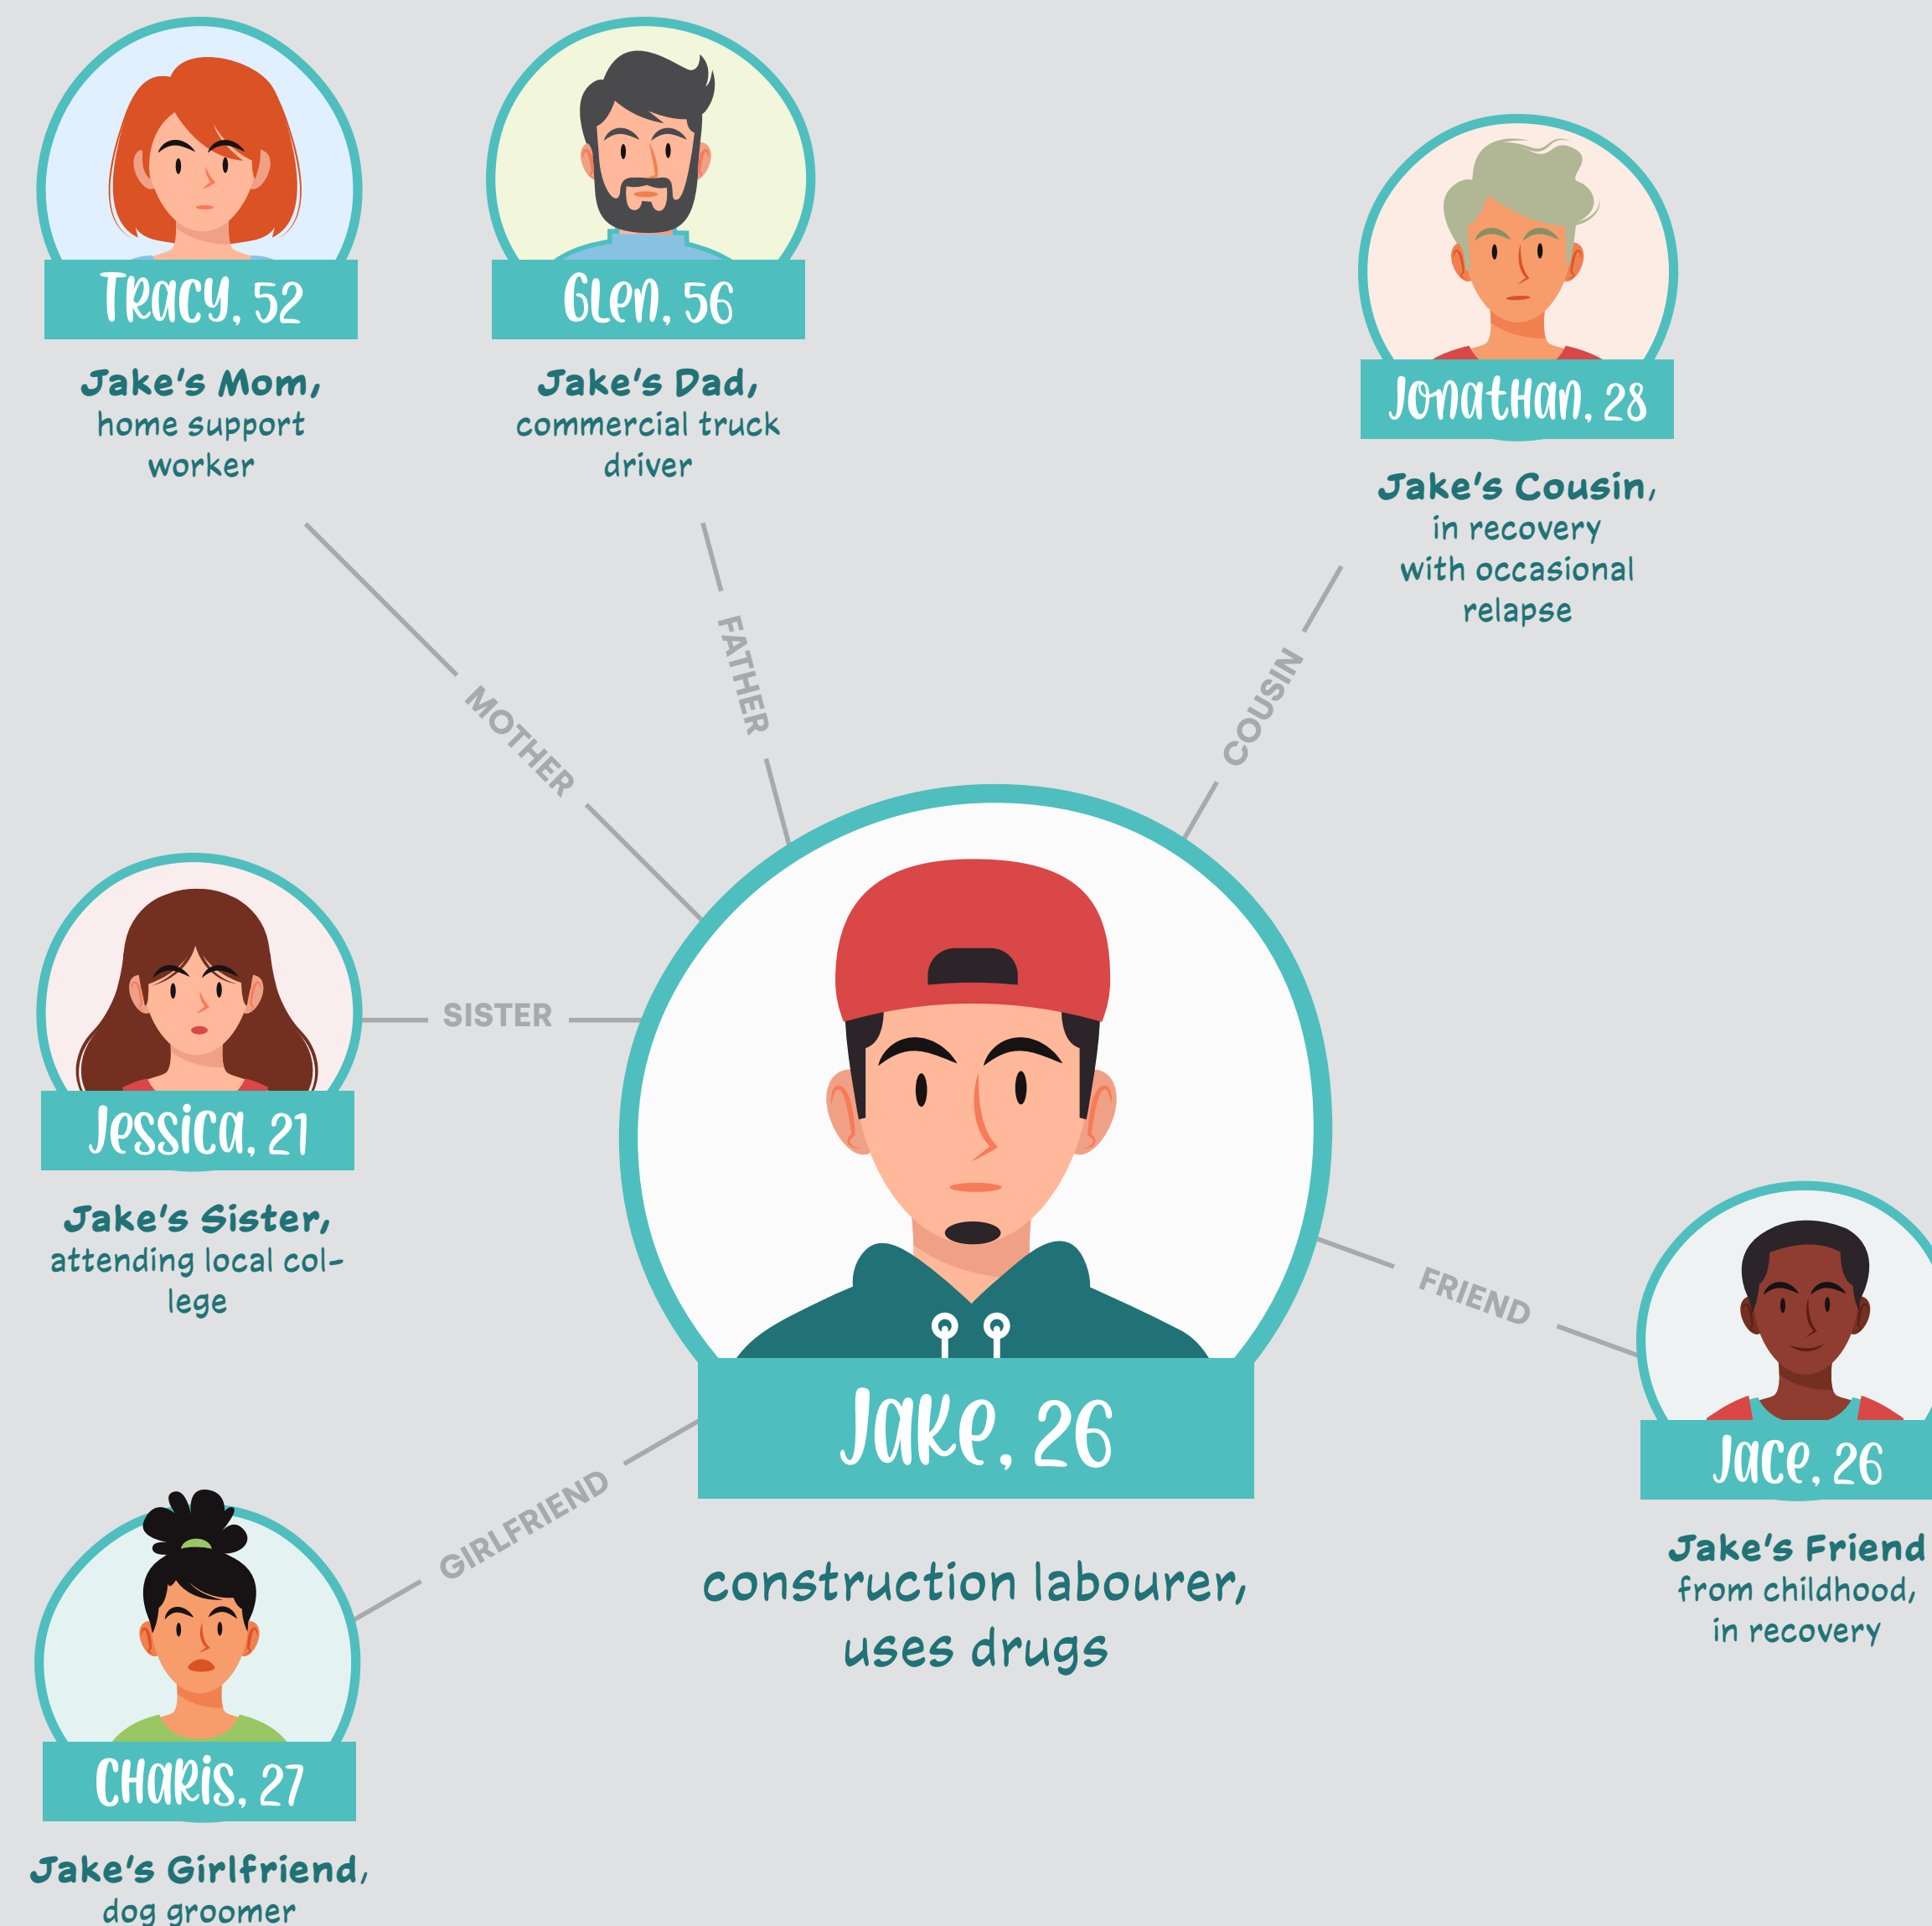 Tracy, 52
Jake's Mom,
home support
worker
Glen, 56
Jake's Dad,
commercial truck
driver
Jonathan, 28
Jake's Cousin,
in recovery
with occasional
relapse
MOTHER
FATHER
COUSIN
Jessica, 21
Jake's Sister,
attending local col-
lege
SISTER
Jake, 26
construction labourer,
uses drugs
FRIEND
Jace, 26
Jake's Friend
from childhood,
in recovery
GIRLFRIEND
Charis, 27
Jake's Girlfriend,
dog groomer